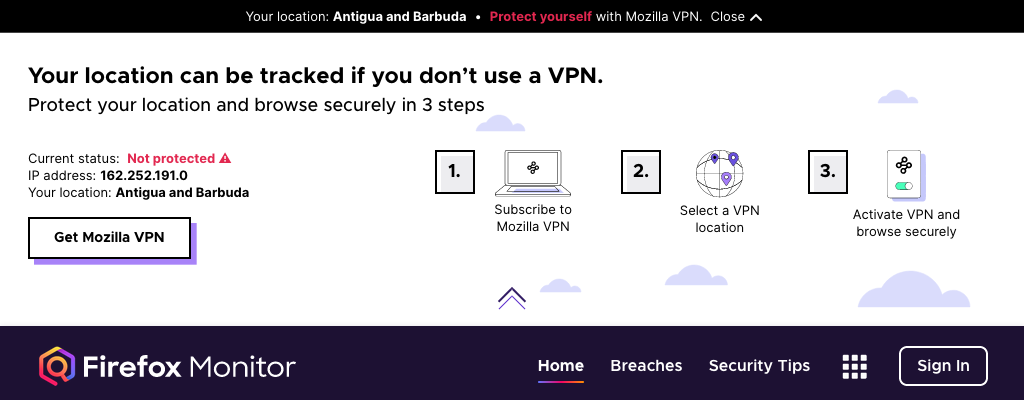 Your location: Antigua and Barbuda • Protect yourself with Mozilla VPN. Close
Your location can be tracked if you don’t use a VPN.
Protect your location and browse securely in 3 steps
Current status: Not protected
IP address: 162.252.191.0
Your location: Antigua and Barbuda
Get Mozilla VPN
1.
Subscribe to
Mozilla VPN
2.
Select a VPN
location
3.
Activate VPN and
browse securely
Firefox Monitor
Home Breaches Security Tips Sign In